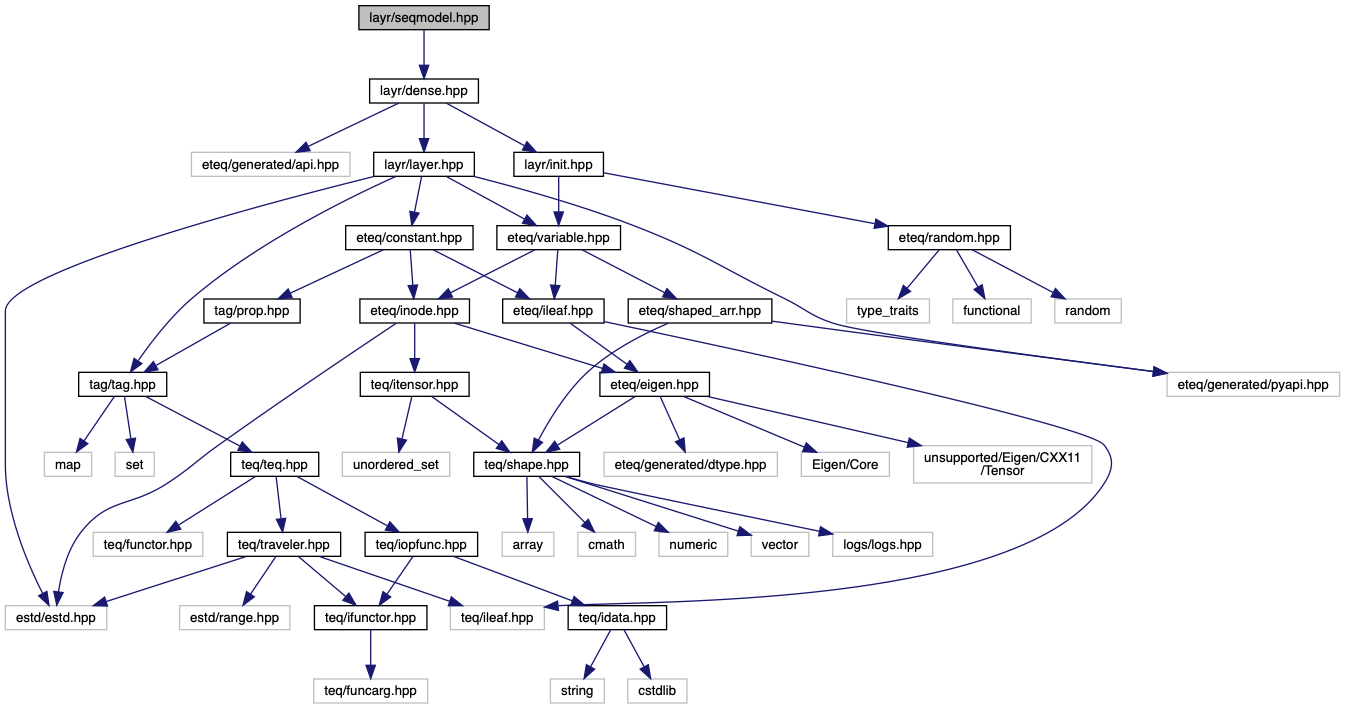 layr/seqmodel.hpp
layr/dense.hpp
eteq/generated/api.hpp
layr/layer.hpp
layr/init.hpp
eteq/constant.hpp
eteq/variable.hpp
eteq/random.hpp
tag/prop.hpp
eteq/inode.hpp
eteq/ileaf.hpp
eteq/shaped_arr.hpp
type_traits
functional
random
tag/tag.hpp
teq/itensor.hpp
eteq/eigen.hpp
eteq/generated/pyapi.hpp
map
set
teq/teq.hpp
unordered_set
teq/shape.hpp
eteq/generated/dtype.hpp
Eigen/Core
unsupported/Eigen/CXX11
/Tensor
teq/functor.hpp
teq/traveler.hpp
teq/iopfunc.hpp
array
cmath
numeric
vector
logs/logs.hpp
estd/estd.hpp
estd/range.hpp
teq/ifunctor.hpp
teq/ileaf.hpp
teq/idata.hpp
teq/funcarg.hpp
string
cstdlib